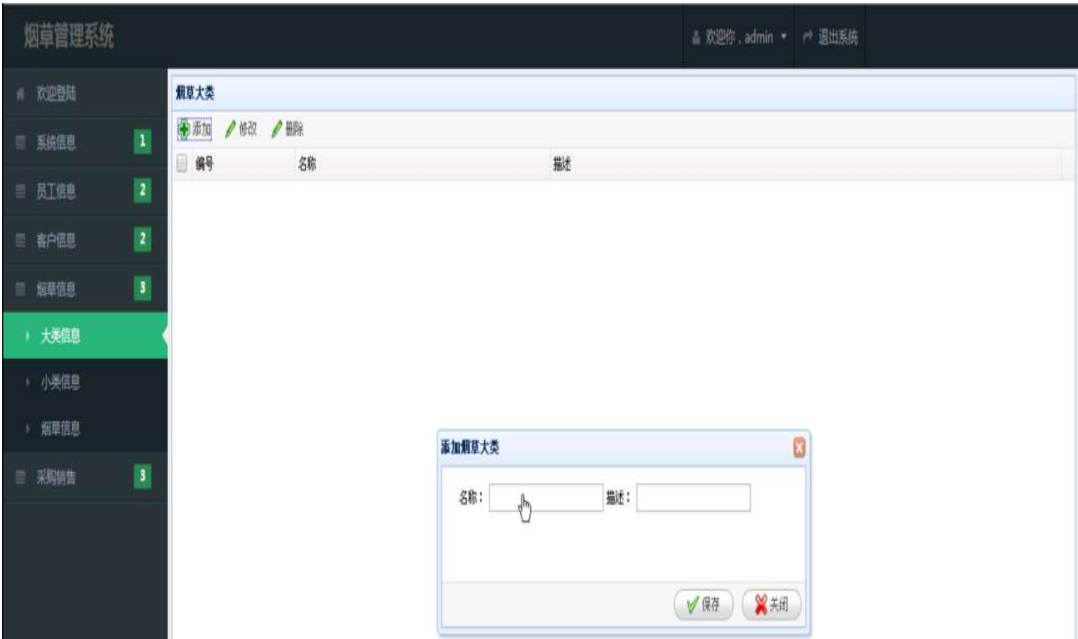 烟草管理系统
欢迎你，admin 退出系统
欢迎登陆
系统信息 1
员工信息 2
客户信息 2
烟草信息 3
大类信息
小类信息
烟草信息
采购销售 3
烟草大类
添加 修改 删除
编号 名称 描述
添加烟草大类
名称： 描述：
保存 关闭